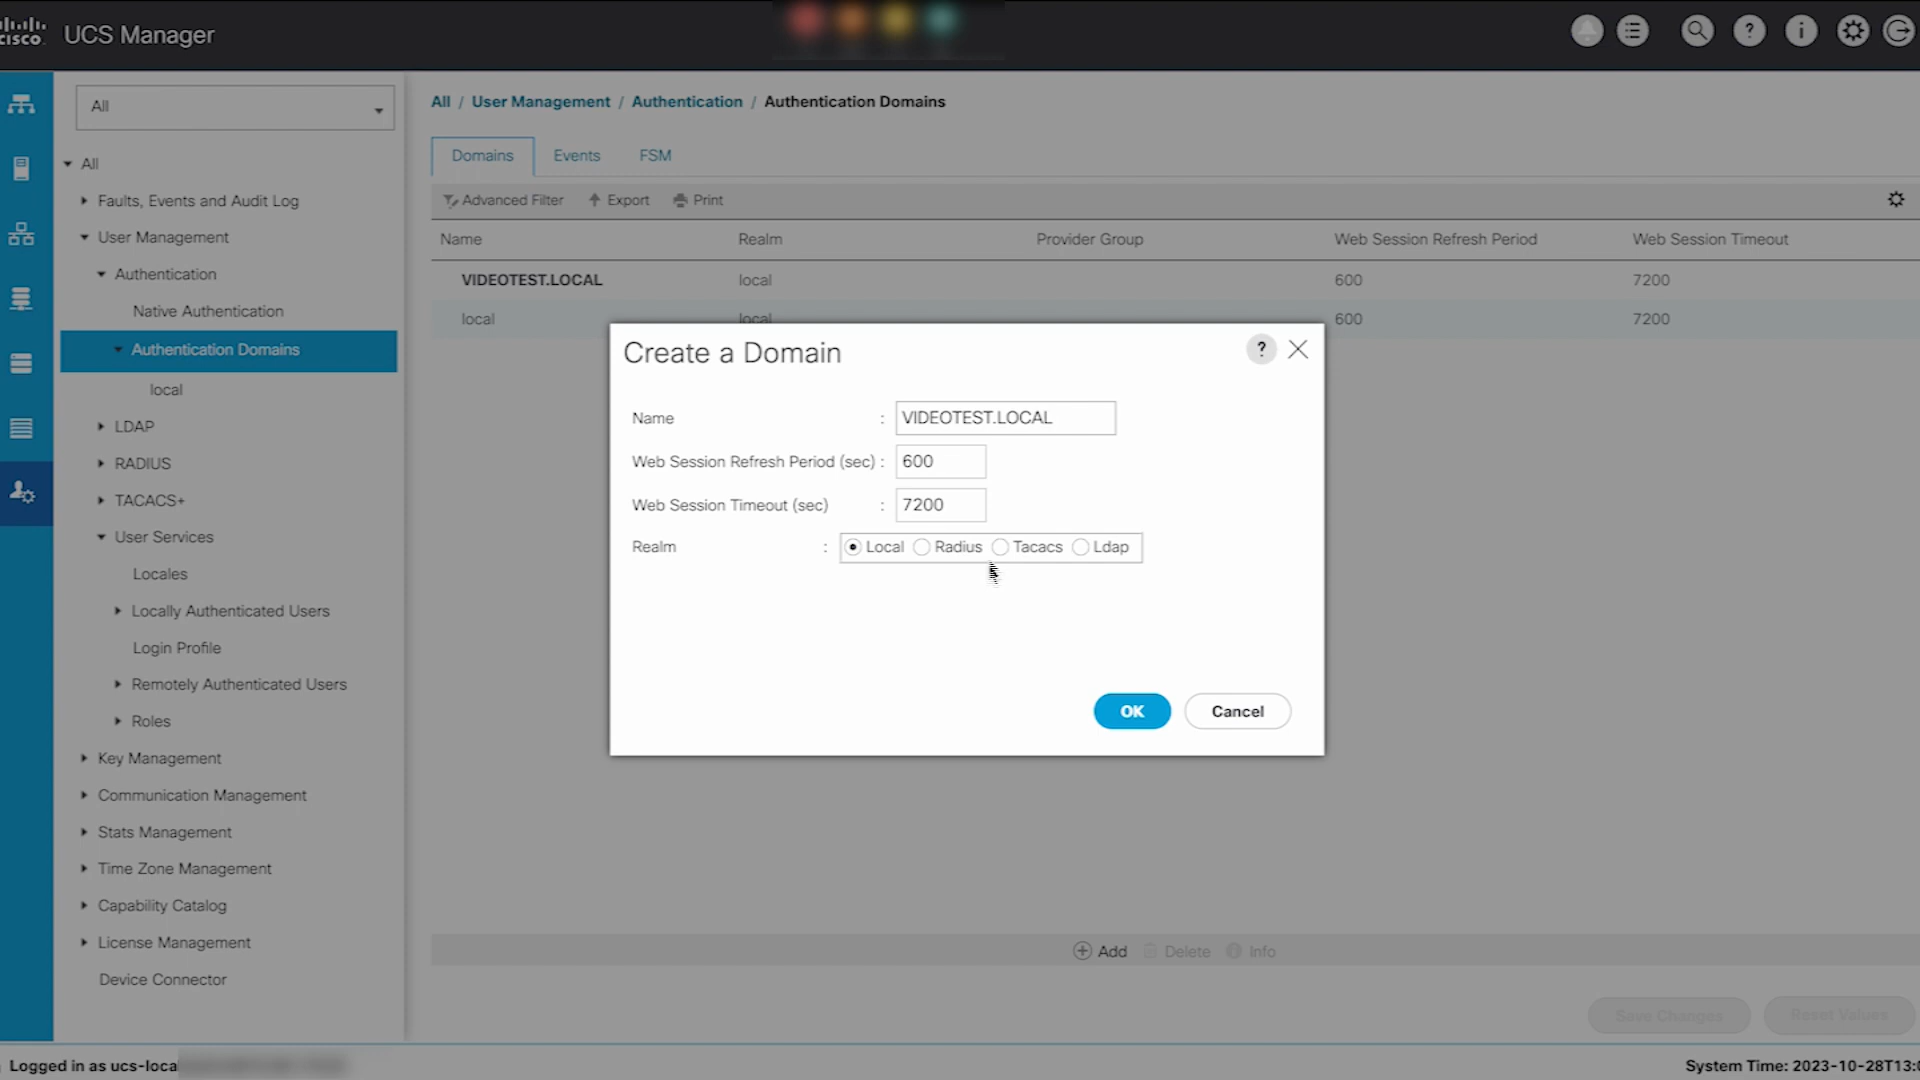 CISCO UCS Manager
All
All / User Management / Authentication / Authentication Domains
Domains Events FSM
Advanced Filter Export Print
Name Realm Provider Group Web Session Refresh Period Web Session Timeout
VIDEOTEST.LOCAL local 600 7200
local local 600 7200
All
Faults, Events and Audit Log
User Management
Authentication
Native Authentication
Authentication Domains
local
LDAP
RADIUS
TACACS+
User Services
Locales
Locally Authenticated Users
Login Profile
Remotely Authenticated Users
Roles
Key Management
Communication Management
Stats Management
Time Zone Management
Capability Catalog
License Management
Device Connector
Create a Domain ?
Name : VIDEOTEST.LOCAL
Web Session Refresh Period (sec) : 600
Web Session Timeout (sec) : 7200
Realm : Local Radius Tacacs Ldap
OK Cancel
Add Delete Info
Save Changes Reset Values
Logged in as ucs-loca
System Time: 2023-10-28T13: